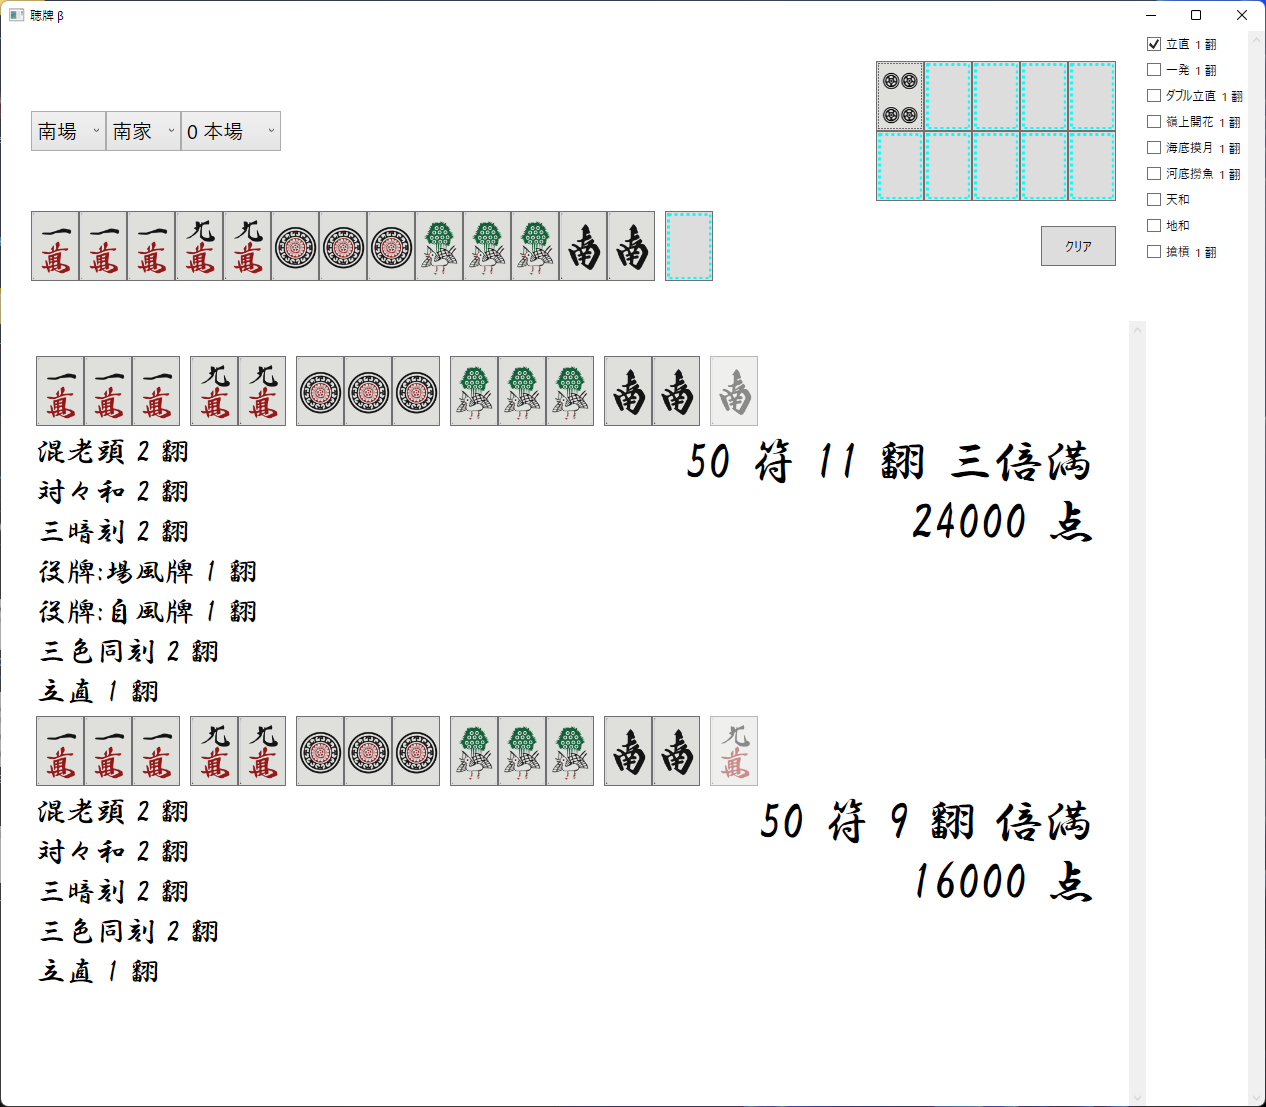 聴牌 β
立直 1 翻
一発 1 翻
ダブル立直 1 翻
嶺上開花 1 翻
海底摸月 1 翻
河底撈魚 1 翻
天和
地和
搶槓 1 翻
南場 南家 0 本場
クリア
一萬 一萬 一萬 九萬 九萬 南 南
一萬 一萬 一萬 九萬 九萬 南 南 南
混老頭 2 翻
対々和 2 翻
三暗刻 2 翻
役牌:場風牌 1 翻
役牌:自風牌 1 翻
三色同刻 2 翻
立直 1 翻
50 符 11 翻 三倍満
24000 点
一萬 一萬 一萬 九萬 九萬 南 南 九萬
混老頭 2 翻
対々和 2 翻
三暗刻 2 翻
三色同刻 2 翻
立直 1 翻
50 符 9 翻 倍満
16000 点